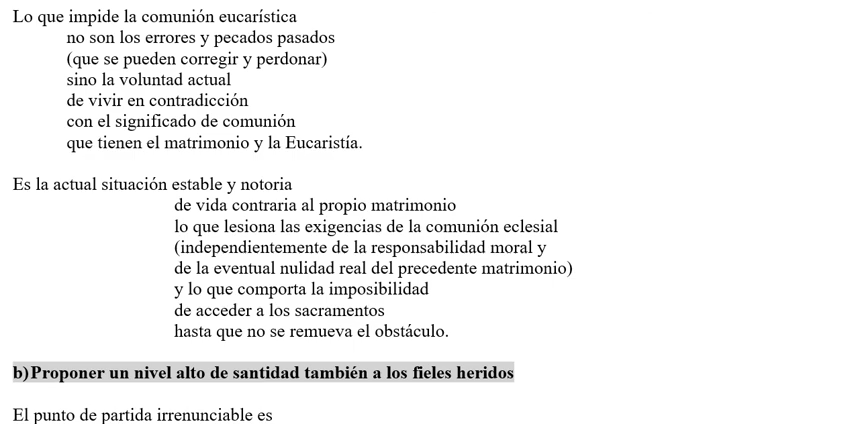 Lo que impide la comunión eucarística
no son los errores y pecados pasados
(que se pueden corregir y perdonar)
sino la voluntad actual
de vivir en contradicción
con el significado de comunión
que tienen el matrimonio y la Eucaristía.
Es la actual situación estable y notoria
de vida contraria al propio matrimonio
lo que lesiona las exigencias de la comunión eclesial
(independientemente de la responsabilidad moral y
de la eventual nulidad real del precedente matrimonio)
y lo que comporta la imposibilidad
de acceder a los sacramentos
hasta que no se remueva el obstáculo.
b)Proponer un nivel alto de santidad también a los fieles heridos
El punto de partida irrenunciable es